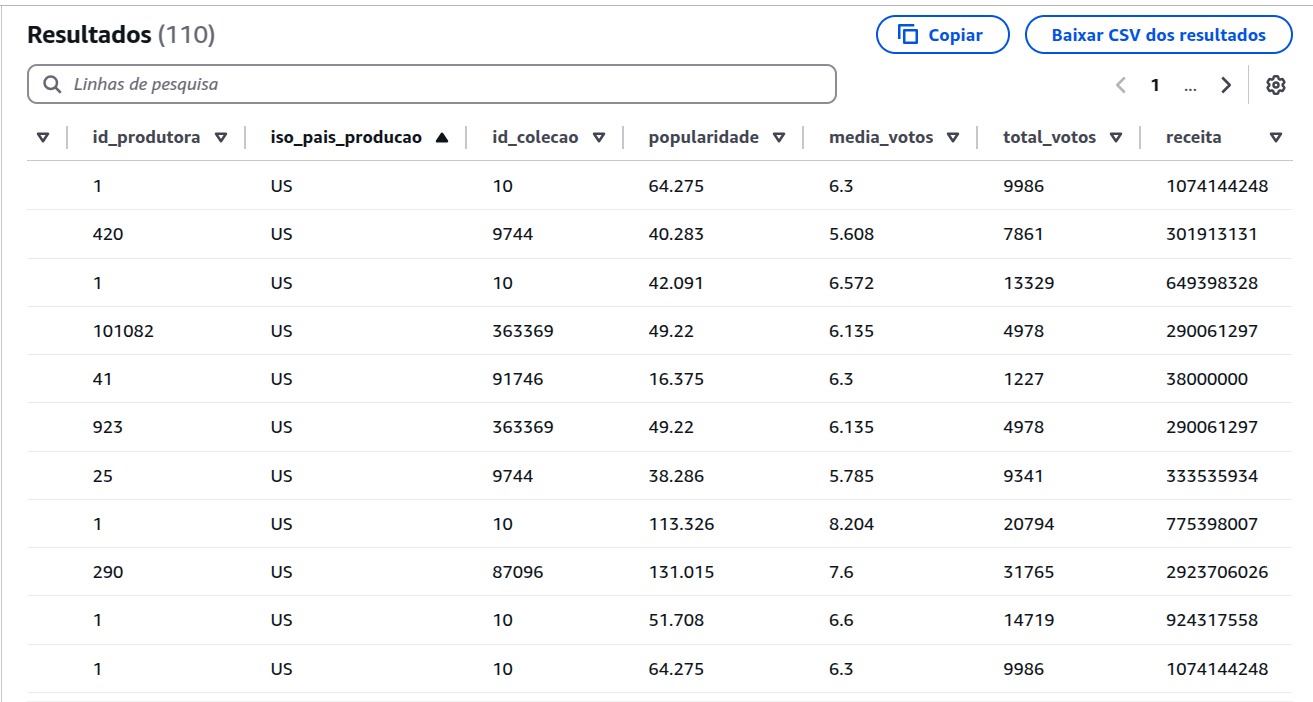 Resultados (110) Copiar Baixar CSV dos resultados
Linhas de pesquisa 1 ...
id_produtora iso_pais_producao id_colecao popularidade media_votos total_votos receita
1 US 10 64.275 6.3 9986 1074144248
420 US 9744 40.283 5.608 7861 301913131
1 US 10 42.091 6.572 13329 649398328
101082 US 363369 49.22 6.135 4978 290061297
41 US 91746 16.375 6.3 1227 38000000
923 US 363369 49.22 6.135 4978 290061297
25 US 9744 38.286 5.785 9341 333535934
1 US 10 113.326 8.204 20794 775398007
290 US 87096 131.015 7.6 31765 2923706026
1 US 10 51.708 6.6 14719 924317558
1 US 10 64.275 6.3 9986 1074144248